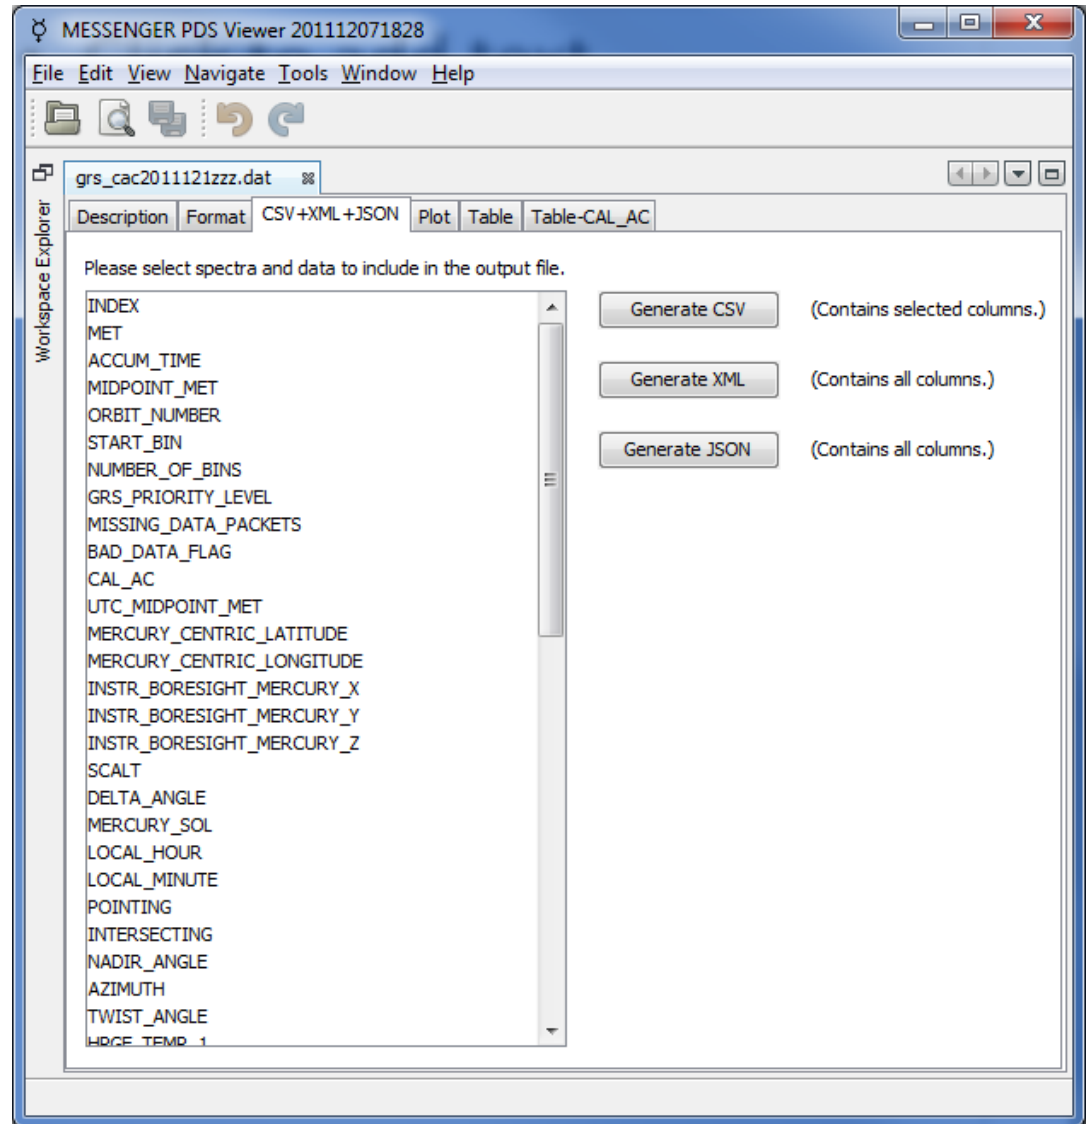 MESSENGER PDS Viewer 201112071828
File Edit View Navigate Tools Window Help
Workspace Explorer
grs_cac2011121zzz.dat
Description Format CSV+XML+JSON Plot Table Table-CAL_AC
Please select spectra and data to include in the output file.
INDEX
MET
ACCUM_TIME
MIDPOINT_MET
ORBIT_NUMBER
START_BIN
NUMBER_OF_BINS
GRS_PRIORITY_LEVEL
MISSING_DATA_PACKETS
BAD_DATA_FLAG
CAL_AC
UTC_MIDPOINT_MET
MERCURY_CENTRIC_LATITUDE
MERCURY_CENTRIC_LONGITUDE
INSTR_BORESIGHT_MERCURY_X
INSTR_BORESIGHT_MERCURY_Y
INSTR_BORESIGHT_MERCURY_Z
SCALT
DELTA_ANGLE
MERCURY_SOL
LOCAL_HOUR
LOCAL_MINUTE
POINTING
INTERSECTING
NADIR_ANGLE
AZIMUTH
TWIST_ANGLE
HPGE_TEMP_1
Generate CSV (Contains selected columns.)
Generate XML (Contains all columns.)
Generate JSON (Contains all columns.)